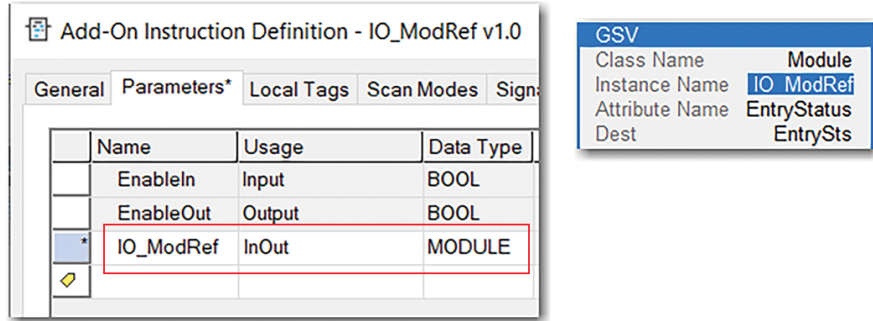 Add-On Instruction Definition - IO_ModRef v1.0
General Parameters* Local Tags Scan Modes
Name Usage Data Type
EnableIn Input BOOL
EnableOut Output BOOL
* IO_ModRef InOut MODULE
GSV
Class Name Module
Instance Name IO_ModRef
Attribute Name EntryStatus
Dest EntrySts